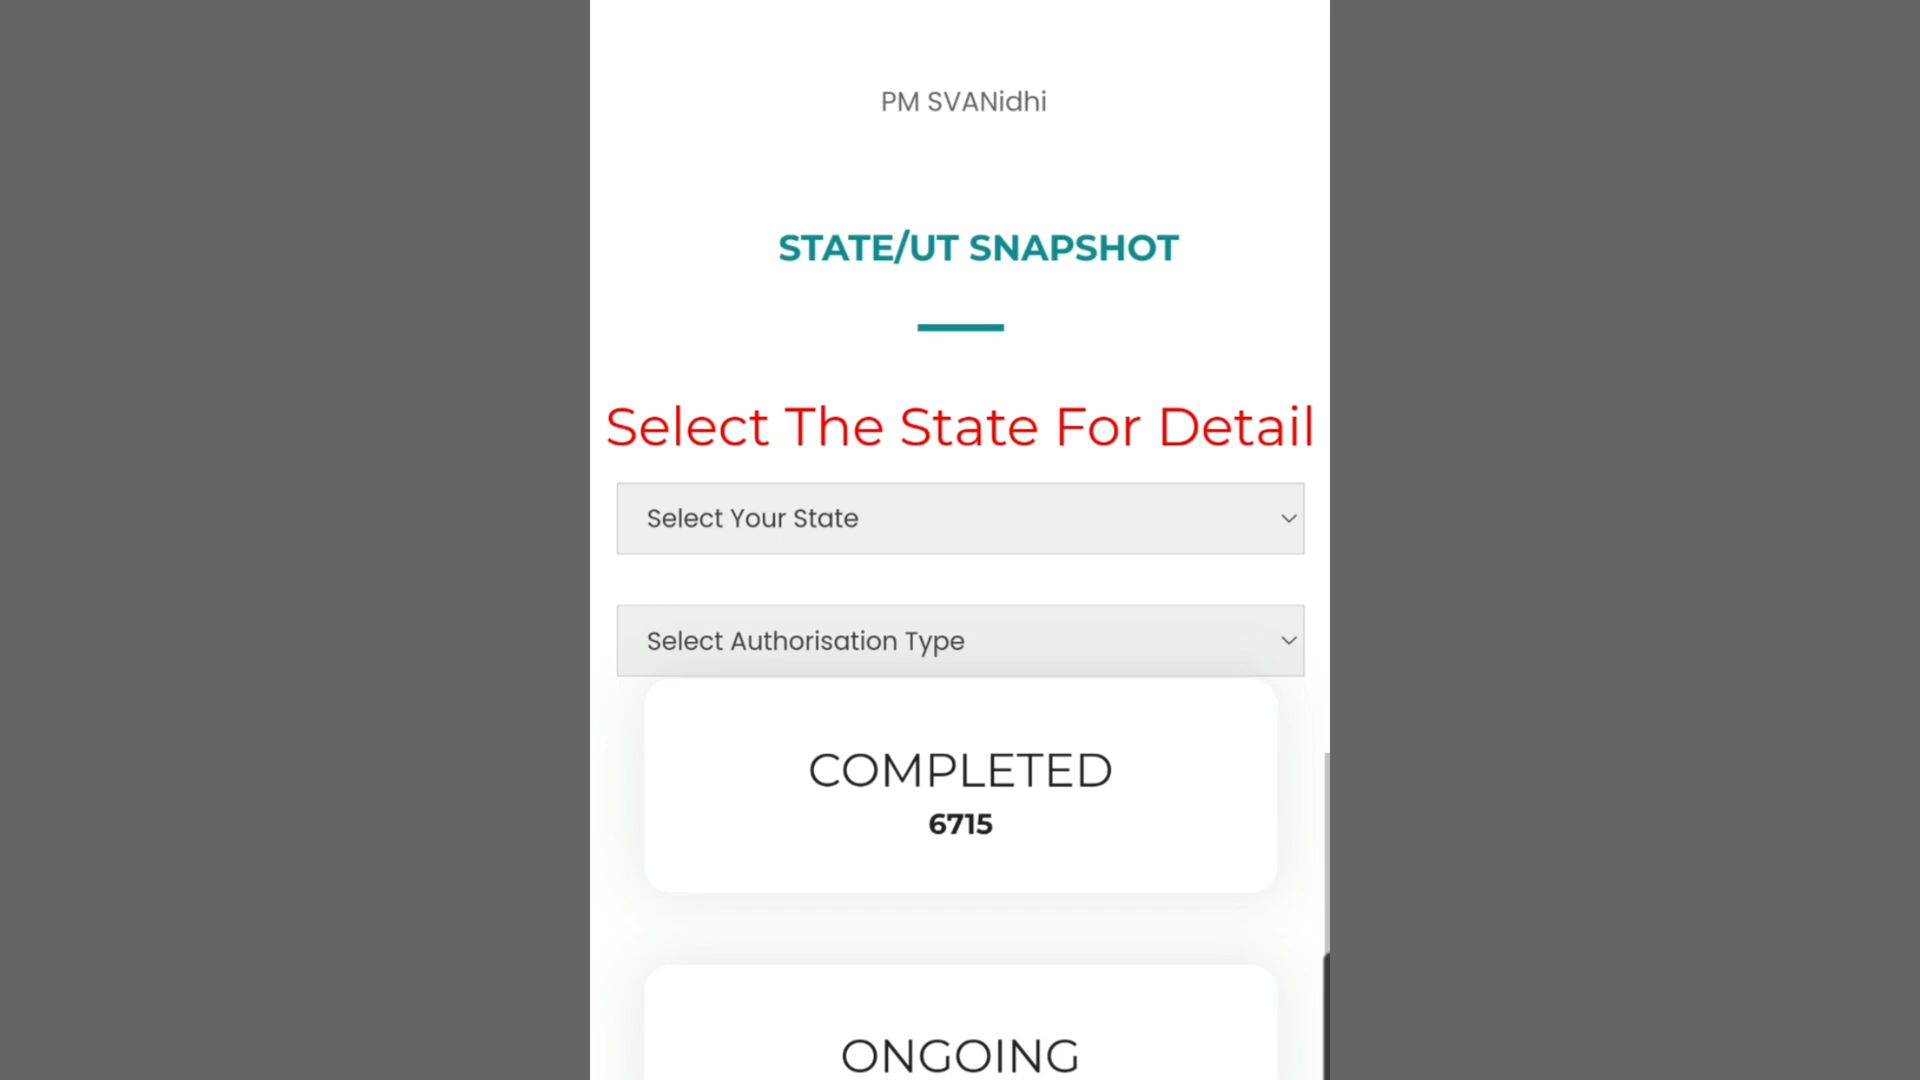 PM SVANidhi
STATE/UT SNAPSHOT
Select The State For Detail
Select Your State
Select Authorisation Type
COMPLETED
6715
ONGOING